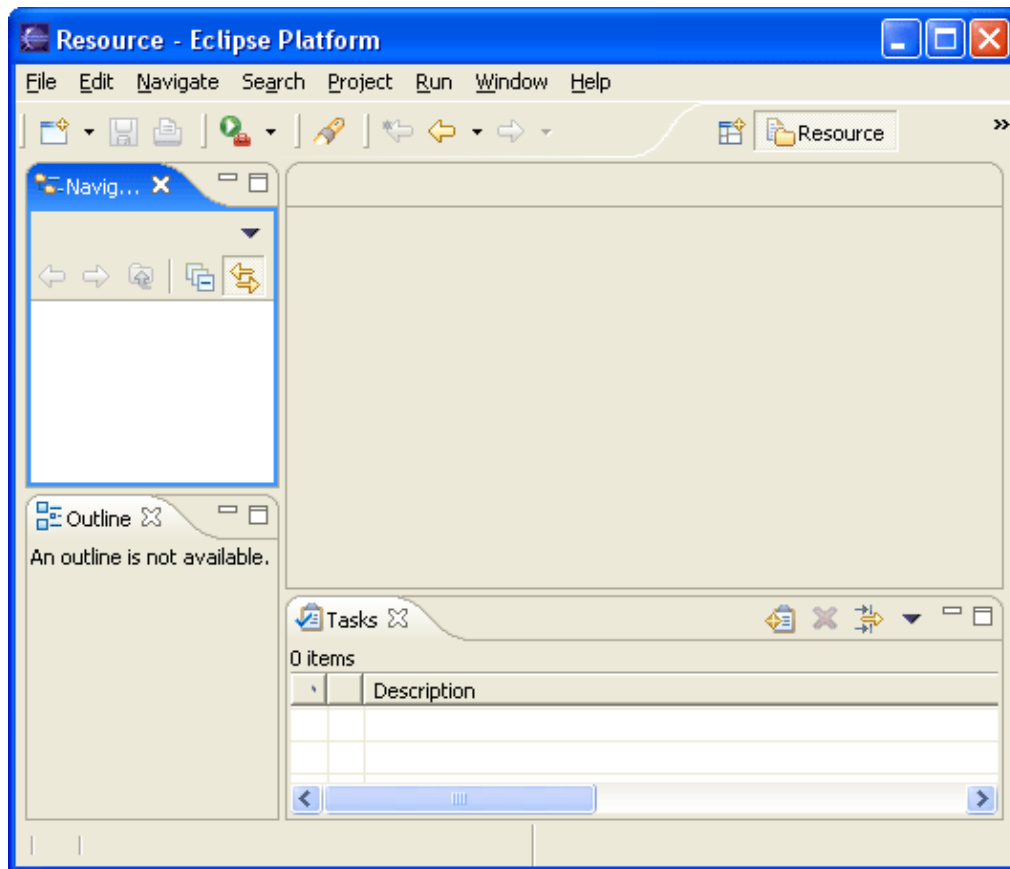 Resource - Eclipse Platform
File Edit Navigate Search Project Run Window Help
Resource
Navig...
Outline
An outline is not available.
Tasks
0 items
Description